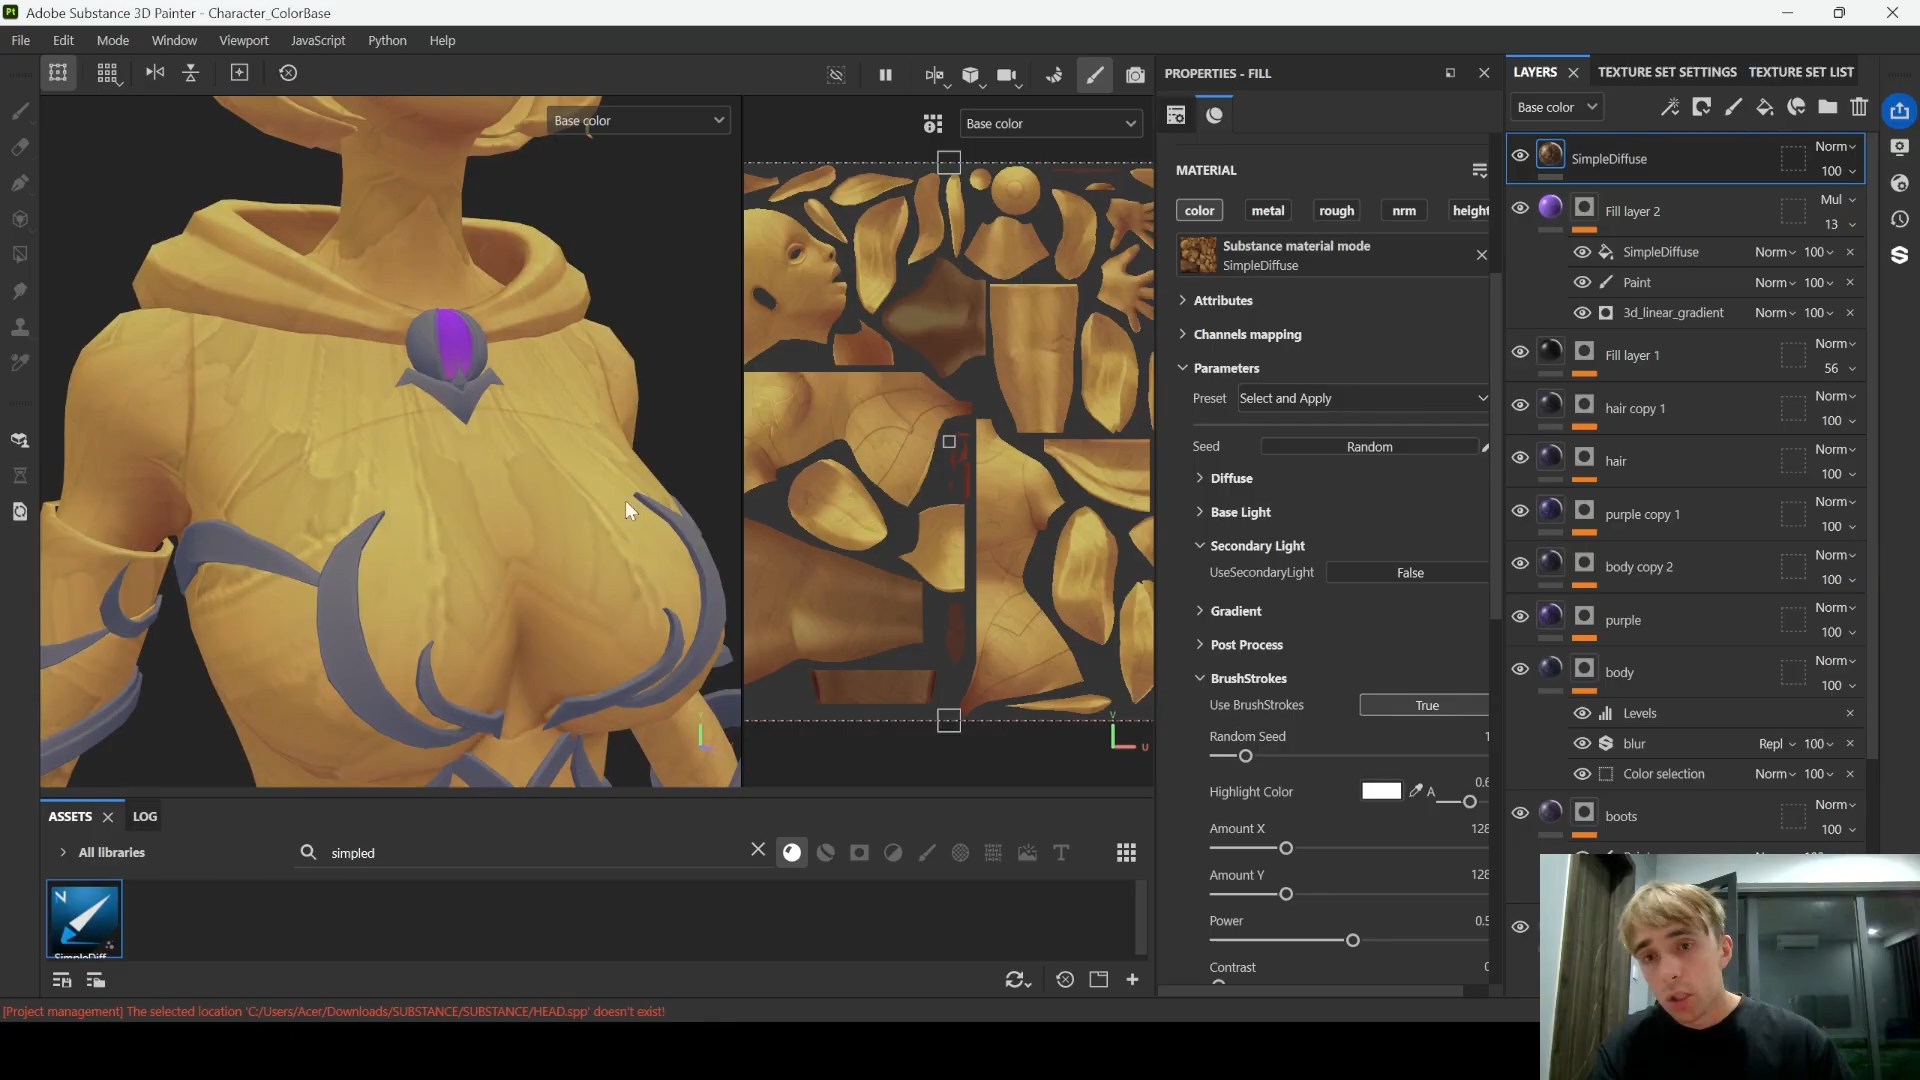 Adobe Substance 3D Painter - Character_ColorBase
File Edit Mode Window Viewport JavaScript Python Help
Base color
Base color
PROPERTIES - FILL
MATERIAL
color metal rough nrm height
Substance material mode
SimpleDiffuse
Attributes
Channels mapping
Parameters
Preset Select and Apply
Seed Random
Diffuse
Base Light
Secondary Light
UseSecondaryLight False
Gradient
Post Process
BrushStrokes
Use BrushStrokes True
Random Seed 1
Highlight Color A 0.6
Amount X 128
Amount Y 128
Power 0.5
Contrast
LAYERS TEXTURE SET SETTINGS TEXTURE SET LIST
Base color
SimpleDiffuse Norm 100
Fill layer 2 Mul 13
SimpleDiffuse Norm 100
Paint Norm 100
3d_linear_gradient Norm 100
Fill layer 1 Norm 56
hair copy 1 Norm 100
hair Norm 100
purple copy 1 Norm 100
body copy 2 Norm 100
purple Norm 100
body Norm 100
Levels
blur Repl 100
Color selection Norm 100
boots Norm 100
ASSETS LOG
All libraries simpled
[Project management] The selected location 'C:/Users/Acer/Downloads/SUBSTANCE/SUBSTANCE/HEAD.spp' doesn't exist!